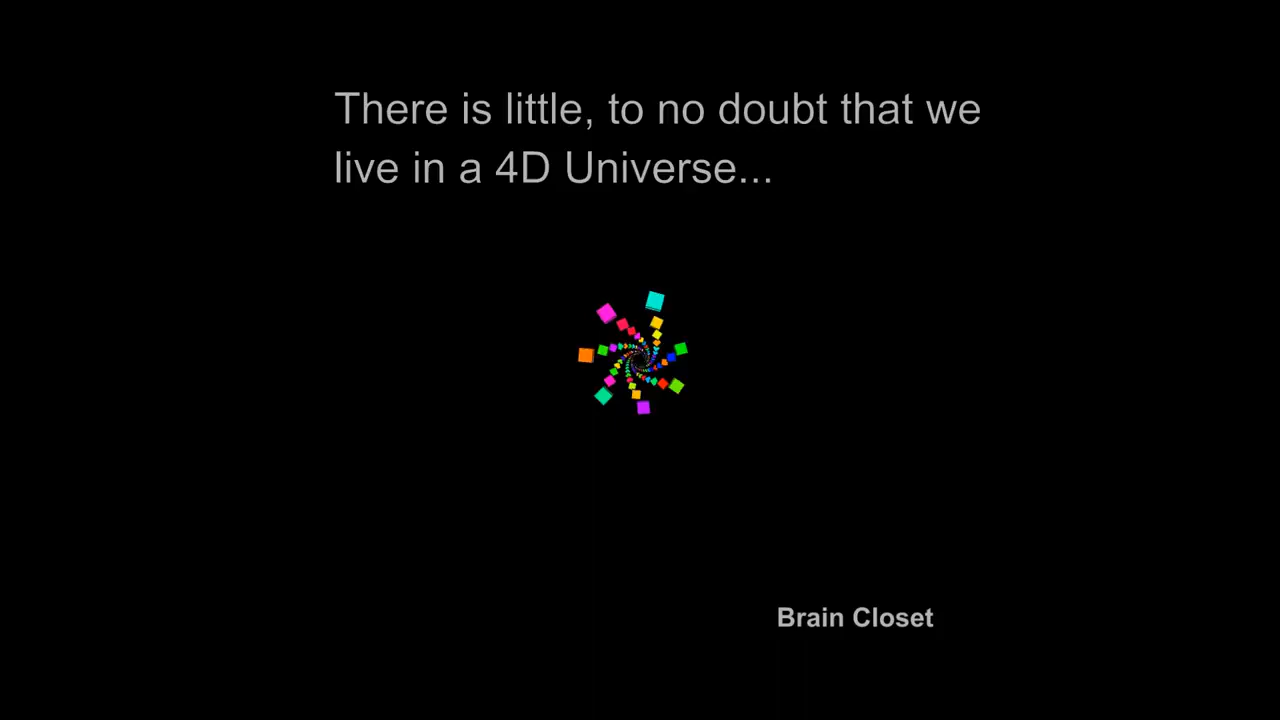 There is little, to no doubt that we
live in a 4D Universe...
Brain Closet